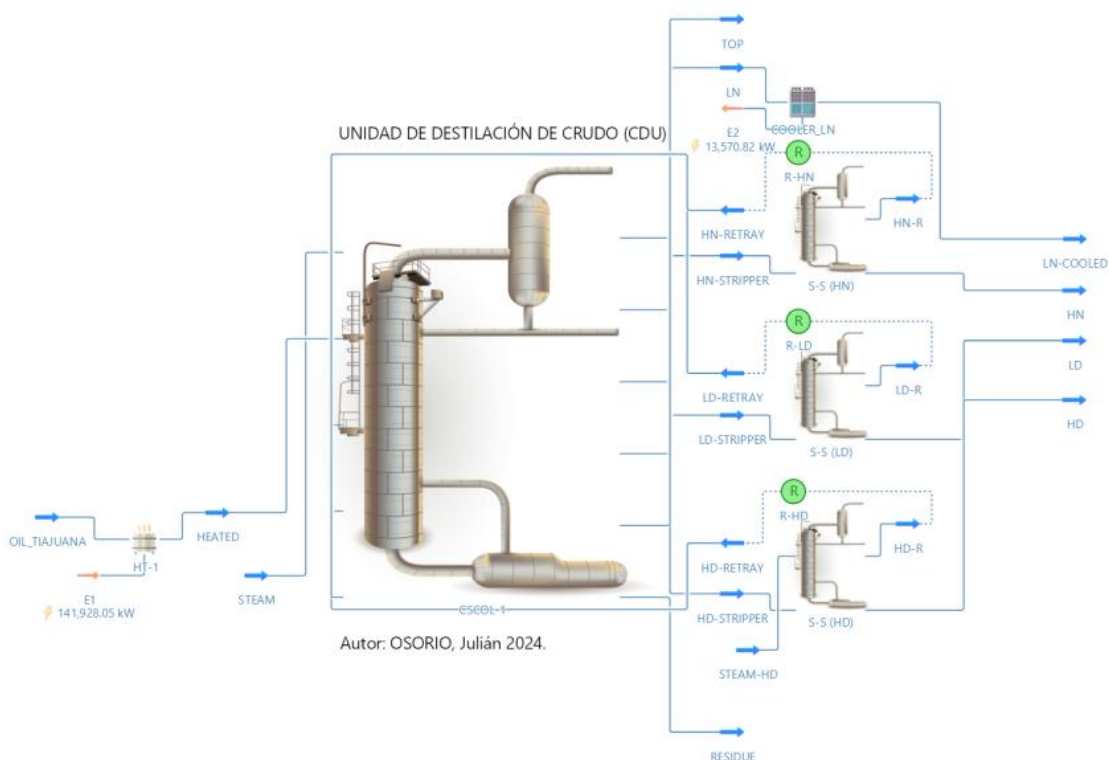 TOP
LN
E2
13,570.82 kW
COOLER_LN
UNIDAD DE DESTILACIÓN DE CRUDO (CDU)
R
R-HN
HN-RETRAY
HN-R
HN-STRIPPER
S-S (HN)
LN-COOLED
HN
R
R-LD
LD-RETRAY
LD-R
LD-STRIPPER
S-S (LD)
LD
HD
R
R-HD
HD-RETRAY
HD-R
HD-STRIPPER
S-S (HD)
STEAM-HD
OIL_TIAJUANA
HT-1
HEATED
E1
141,928.05 kW
STEAM
CSCOL-1
Autor: OSORIO, Julián 2024.
RESIDUE